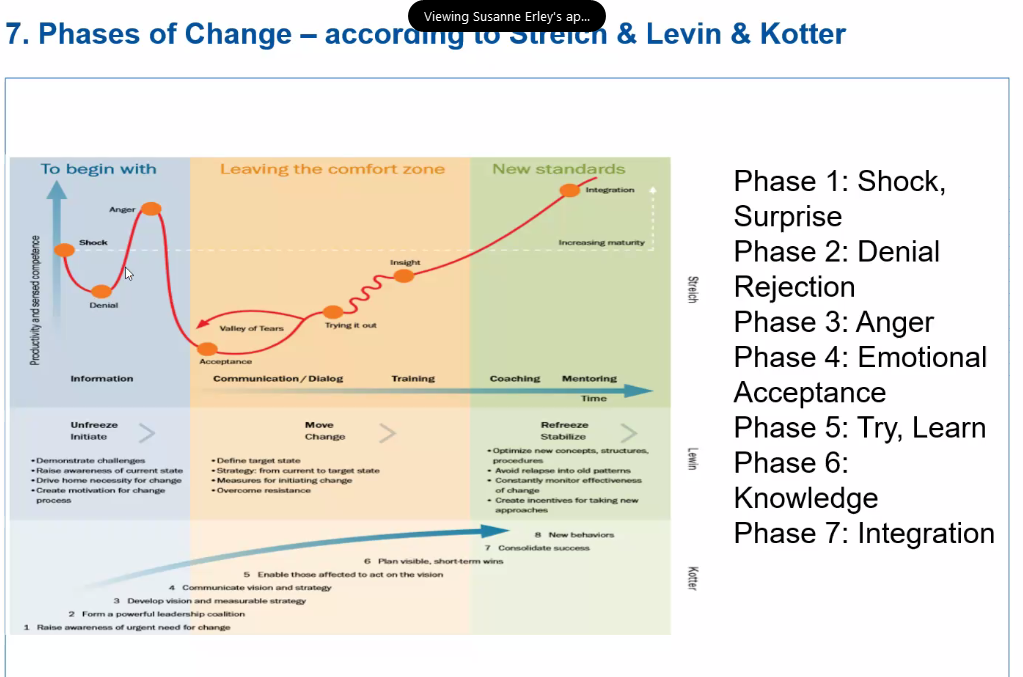 Viewing Susanne Erley's ap...
7. Phases of Change – according to Streich & Levin & Kotter
To begin with
Leaving the comfort zone
New standards
Productivity and sensed competence
Shock
Denial
Anger
Acceptance
Valley of Tears
Trying it out
Insight
Integration
Increasing maturity
Information
Communication / Dialog
Training
Coaching
Mentoring
Time
Streich
Unfreeze
Initiate
• Demonstrate challenges
• Raise awareness of current state
• Drive home necessity for change
• Create motivation for change
process
Move
Change
• Define target state
• Strategy: from current to target state
• Measures for initiating change
• Overcome resistance
Refreeze
Stabilize
• Optimize new concepts, structures,
procedures
• Avoid relapse into old patterns
• Constantly monitor effectiveness
of change
• Create incentives for taking new
approaches
Lewin
8 New behaviors
7 Consolidate success
6 Plan visible, short-term wins
5 Enable those affected to act on the vision
4 Communicate vision and strategy
3 Develop vision and measurable strategy
2 Form a powerful leadership coalition
1 Raise awareness of urgent need for change
Kotter
Phase 1: Shock,
Surprise
Phase 2: Denial
Rejection
Phase 3: Anger
Phase 4: Emotional
Acceptance
Phase 5: Try, Learn
Phase 6:
Knowledge
Phase 7: Integration